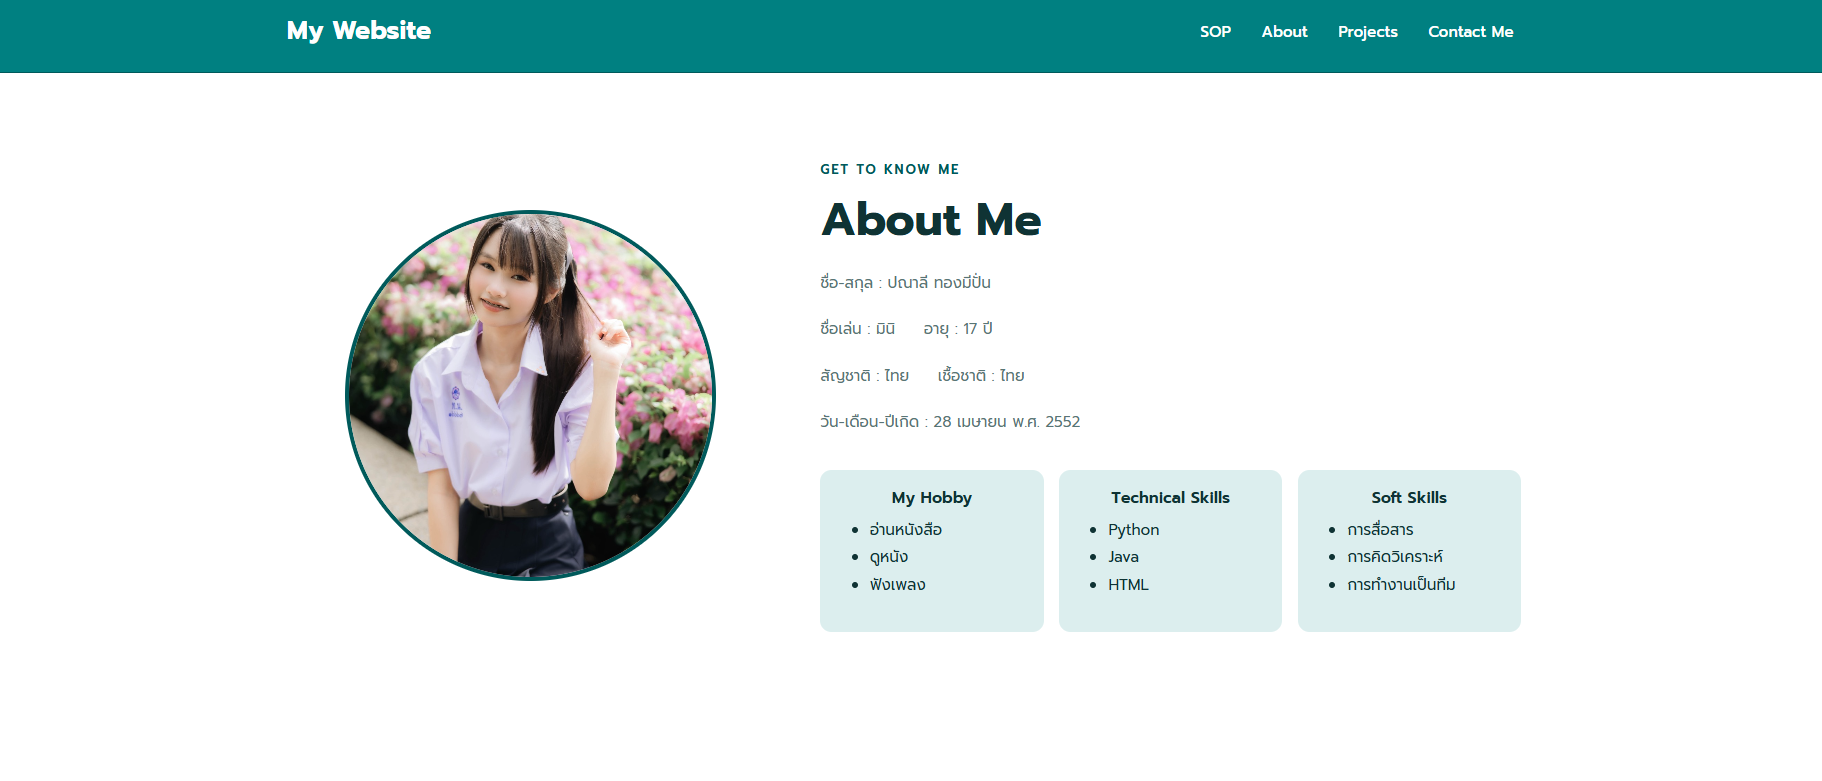 My Website
SOP About Projects Contact Me
GET TO KNOW ME
About Me
ชื่อ-สกุล : ปณาลี ทองมีปั่น
ชื่อเล่น : มินิ อายุ : 17 ปี
สัญชาติ : ไทย เชื้อชาติ : ไทย
วัน-เดือน-ปีเกิด : 28 เมษายน พ.ศ. 2552
My Hobby
อ่านหนังสือ
ดูหนัง
ฟังเพลง
Technical Skills
Python
Java
HTML
Soft Skills
การสื่อสาร
การคิดวิเคราะห์
การทำงานเป็นทีม